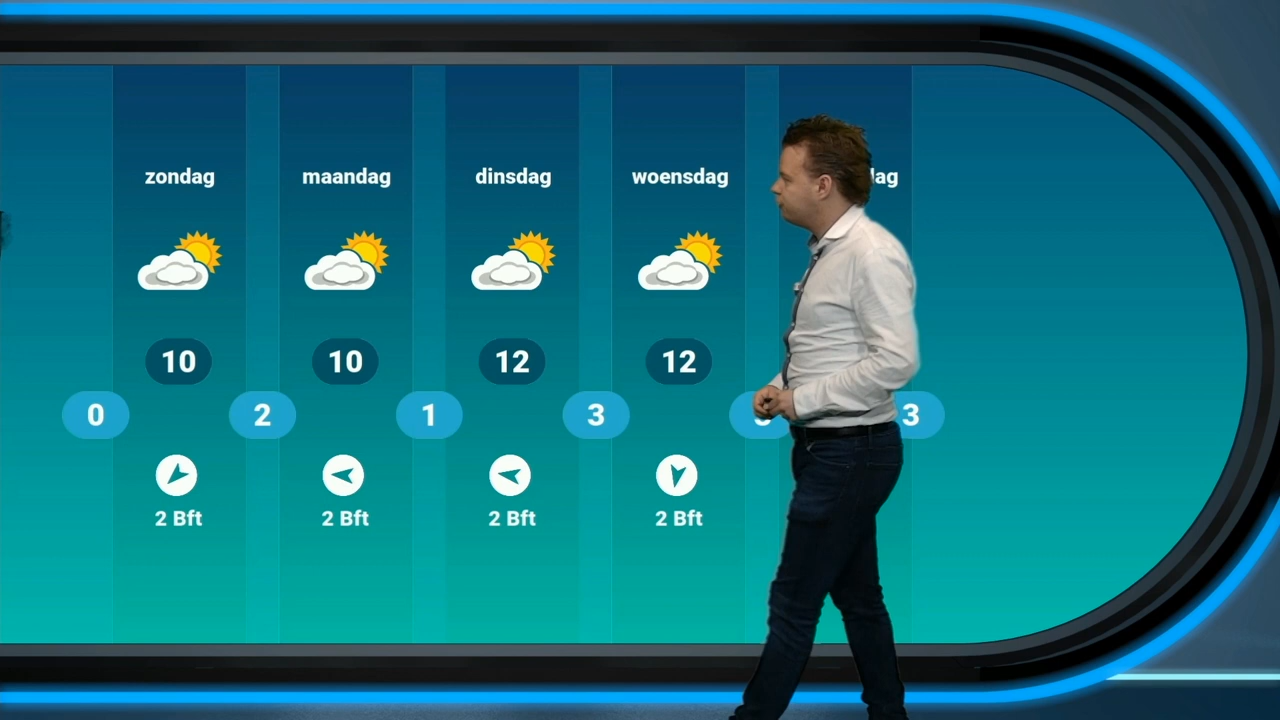 zondag maandag dinsdag woensdag
10 10 12 12
0 2 1 3 3
2 Bft 2 Bft 2 Bft 2 Bft